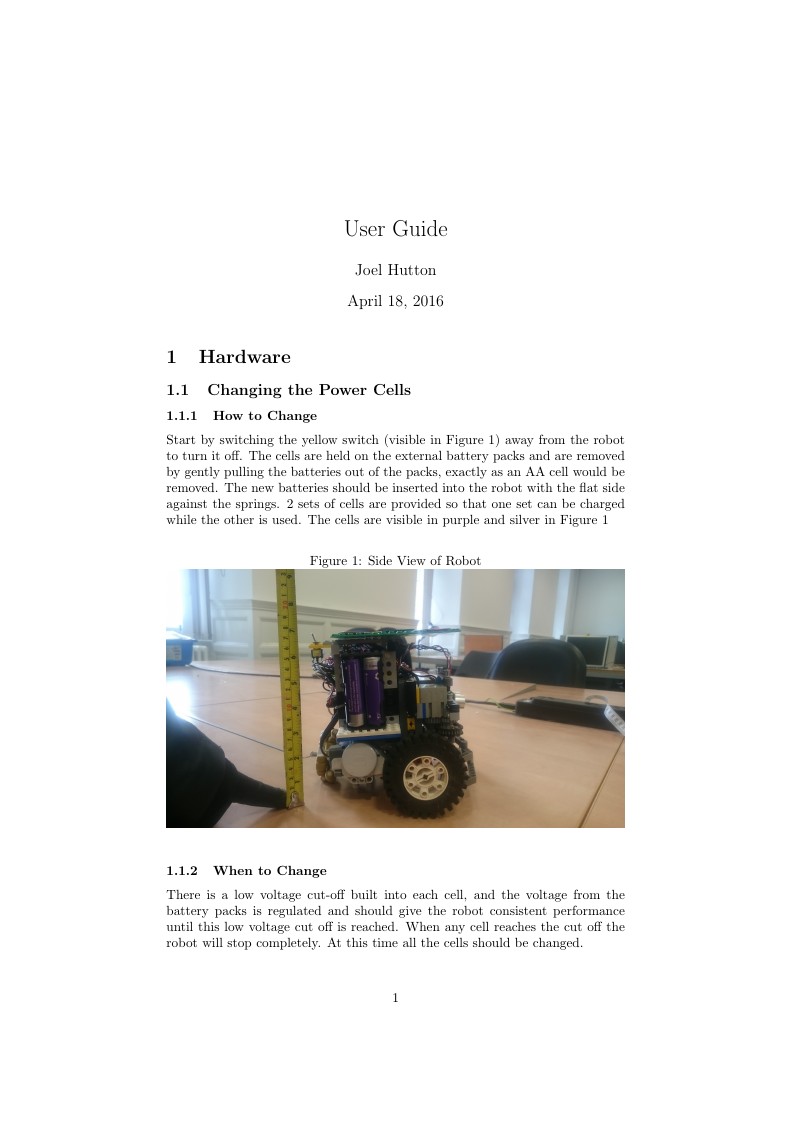 User Guide
Joel Hutton
April 18, 2016
1 Hardware
1.1 Changing the Power Cells
1.1.1 How to Change
Start by switching the yellow switch (visible in Figure 1) away from the robot
to turn it off. The cells are held on the external battery packs and are removed
by gently pulling the batteries out of the packs, exactly as an AA cell would be
removed. The new batteries should be inserted into the robot with the flat side
against the springs. 2 sets of cells are provided so that one set can be charged
while the other is used. The cells are visible in purple and silver in Figure 1
Figure 1: Side View of Robot
1.1.2 When to Change
There is a low voltage cut-off built into each cell, and the voltage from the
battery packs is regulated and should give the robot consistent performance
until this low voltage cut off is reached. When any cell reaches the cut off the
robot will stop completely. At this time all the cells should be changed.
1